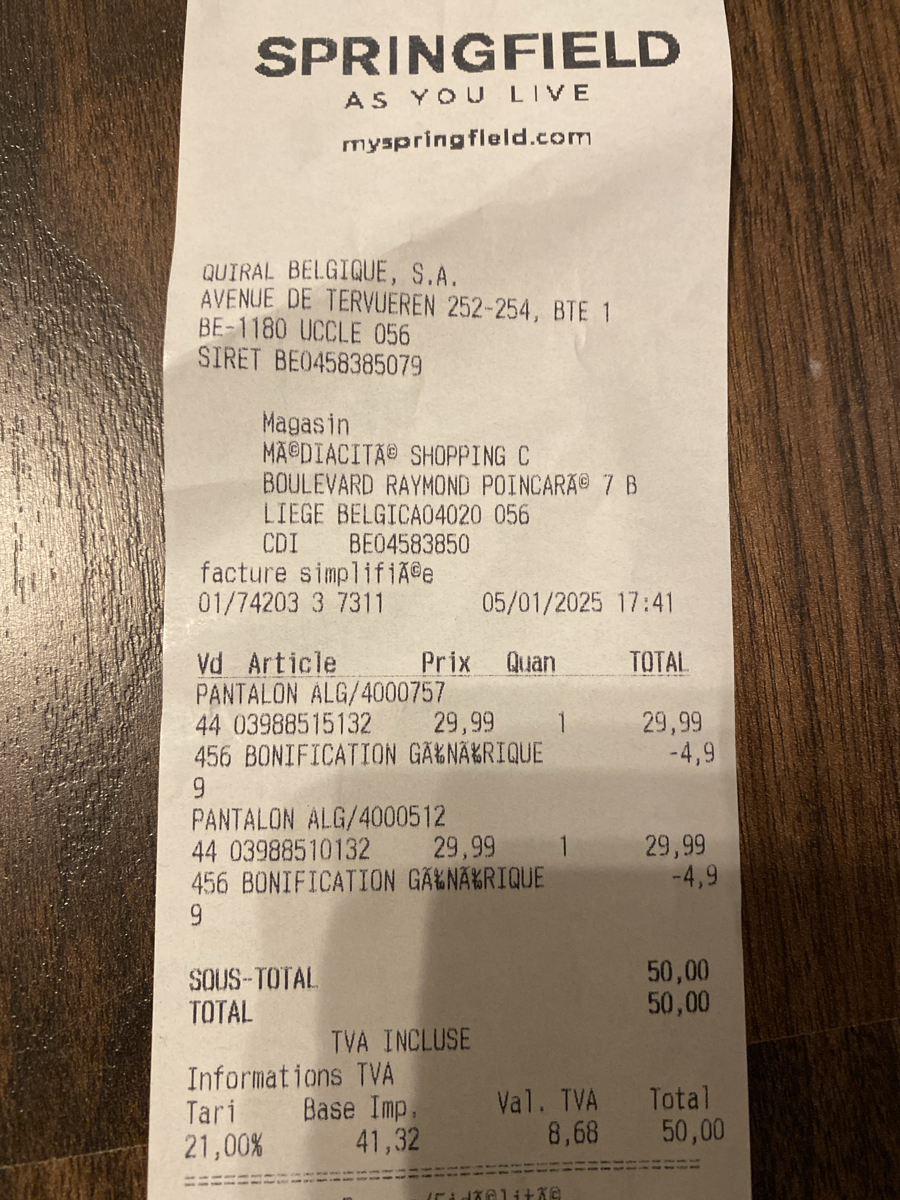 SPRINGFIELD
AS YOU LIVE
myspringfield.com
QUIRAL BELGIQUE, S.A.
AVENUE DE TERVUEREN 252-254, BTE 1
BE-1180 UCCLE 056
SIRET BE0458385079
Magasin
MÃ©DIACITÃ© SHOPPING C
BOULEVARD RAYMOND POINCARÃ© 7 B
LIEGE BELGICA04020 056
CDI BE04583850
facture simplifiÃ©e
01/74203 3 7311 05/01/2025 17:41
Vd Article Prix Quan TOTAL
PANTALON ALG/4000757
44 03988515132 29,99 1 29,99
456 BONIFICATION GÃ‰NÃ‰RIQUE -4,9
9
PANTALON ALG/4000512
44 03988510132 29,99 1 29,99
456 BONIFICATION GÃ‰NÃ‰RIQUE -4,9
9
SOUS-TOTAL 50,00
TOTAL 50,00
TVA INCLUSE
Informations TVA
Tari Base Imp. Val. TVA Total
21,00% 41,32 8,68 50,00